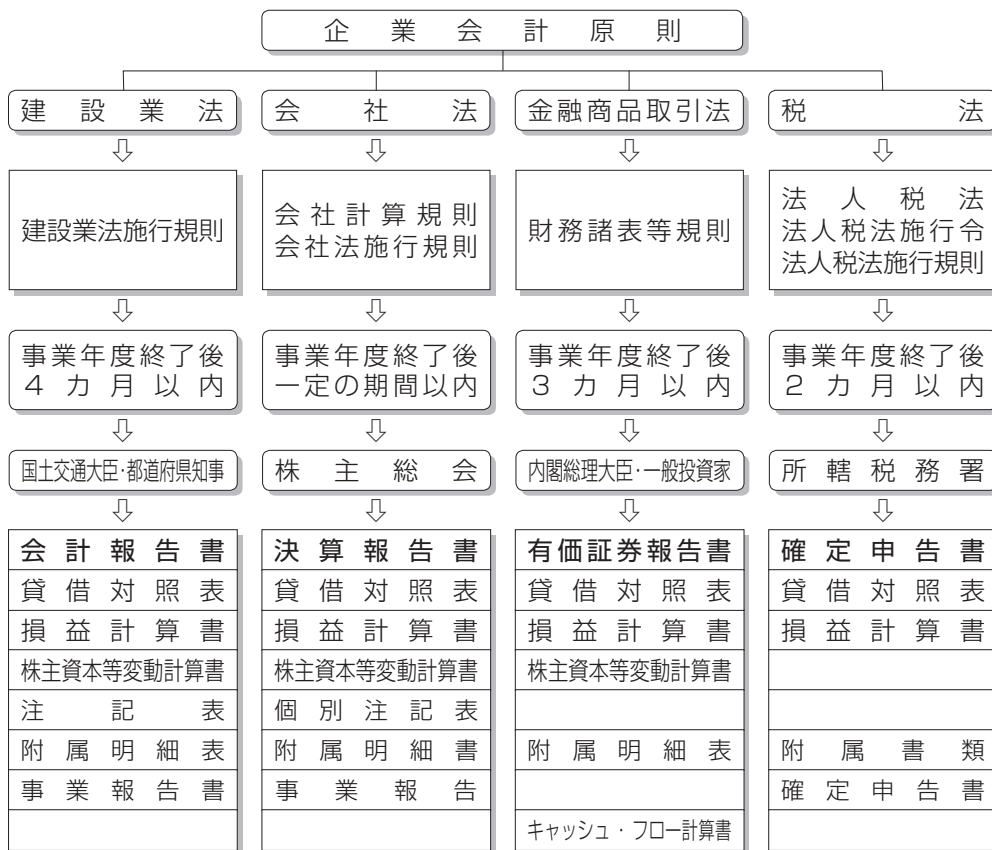 企業会計原則
建設業法
会社法
金融商品取引法
税法
建設業法施行規則
会社計算規則
会社法施行規則
財務諸表等規則
法人税法
法人税法施行令
法人税法施行規則
事業年度終了後
4カ月以内
事業年度終了後
一定の期間以内
事業年度終了後
3カ月以内
事業年度終了後
2カ月以内
国土交通大臣・都道府県知事
株主総会
内閣総理大臣・一般投資家
所轄税務署
会計報告書
決算報告書
有価証券報告書
確定申告書
貸借対照表
貸借対照表
貸借対照表
貸借対照表
損益計算書
損益計算書
損益計算書
損益計算書
株主資本等変動計算書
株主資本等変動計算書
株主資本等変動計算書
注記表
個別注記表
附属明細表
附属明細書
附属明細表
附属書類
事業報告書
事業報告
確定申告書
キャッシュ・フロー計算書